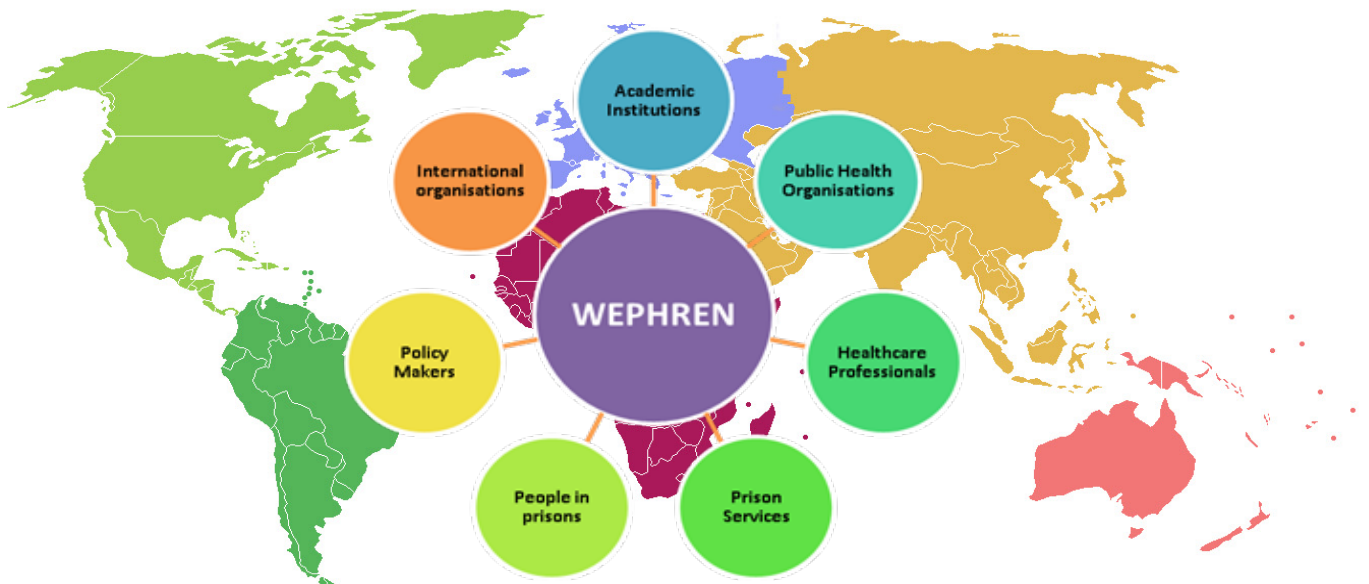 Academic
Institutions
International
organisations
Public Health
Organisations
WEPHREN
Policy
Makers
Healthcare
Professionals
People in
prisons
Prison
Services